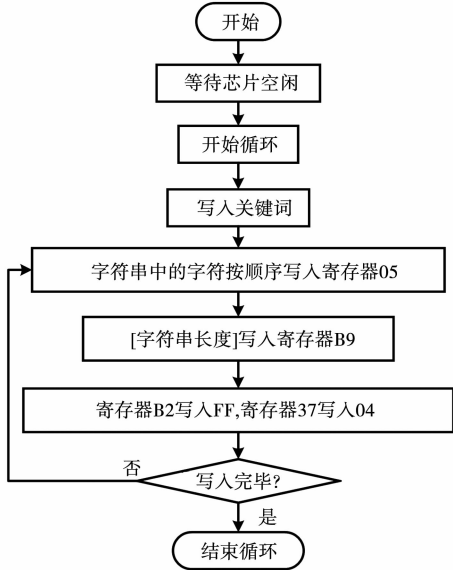 开始
等待芯片空闲
开始循环
写入关键词
字符串中的字符按顺序写入寄存器05
[字符串长度]写入寄存器B9
寄存器B2写入FF,寄存器37写入04
否
写入完毕?
是
结束循环